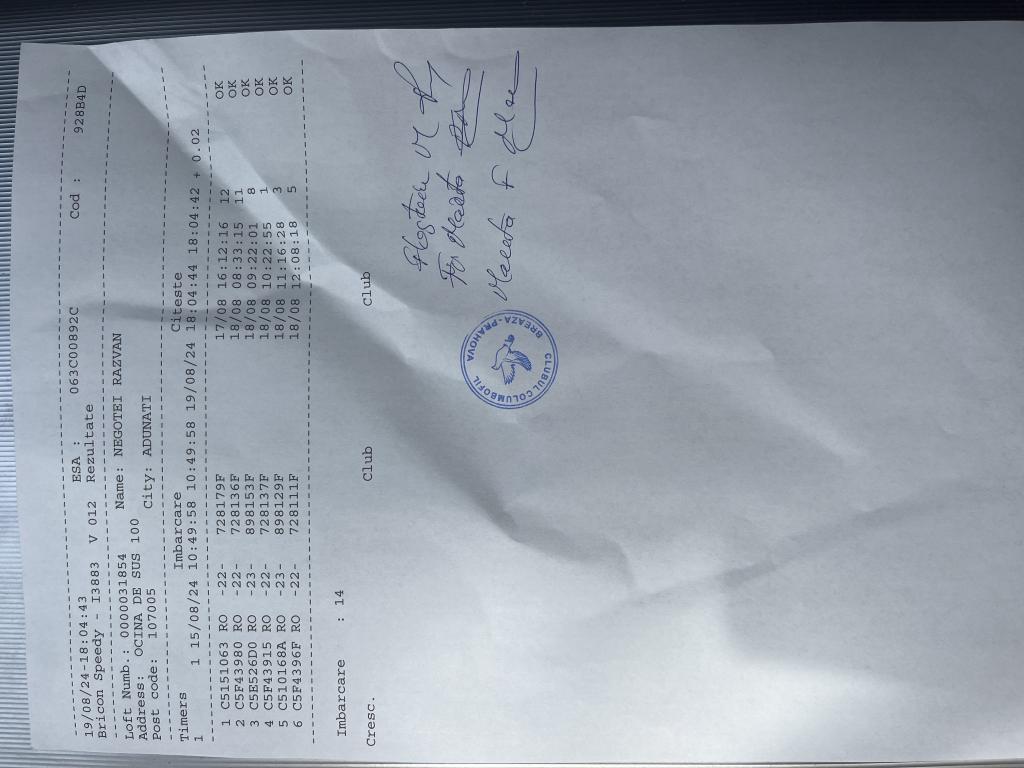 19/08/24-18:04:43 ESA : 063C00892C Cod : 928B4D
Bricon Speedy - I3883 V 012 Rezultate
Loft Numb.: 0000031854 Name: NEGOTEI RAZVAN
Address: OCINA DE SUS 100
Post code: 107005 City: ADUNATI
Timers Imbarcare Citeste
1 1 15/08/24 10:49:58 10:49:58 19/08/24 18:04:44 18:04:42 + 0.02
1 C5151063 RO -22- 728179F 17/08 16:12:16 12 OK
2 C5F43980 RO -22- 728136F 18/08 08:33:15 11 OK
3 C5E526D0 RO -23- 898153F 18/08 09:22:01 8 OK
4 C5F43915 RO -22- 728137F 18/08 10:22:55 1 OK
5 C510168A RO -23- 898129F 18/08 11:16:28 3 OK
6 C5F4396F RO -22- 728111F 18/08 12:08:18 5 OK
Imbarcare : 14
Cresc. Club Club
CLUBUL COLUMBOFIL
BREAZA-PRAHOVA